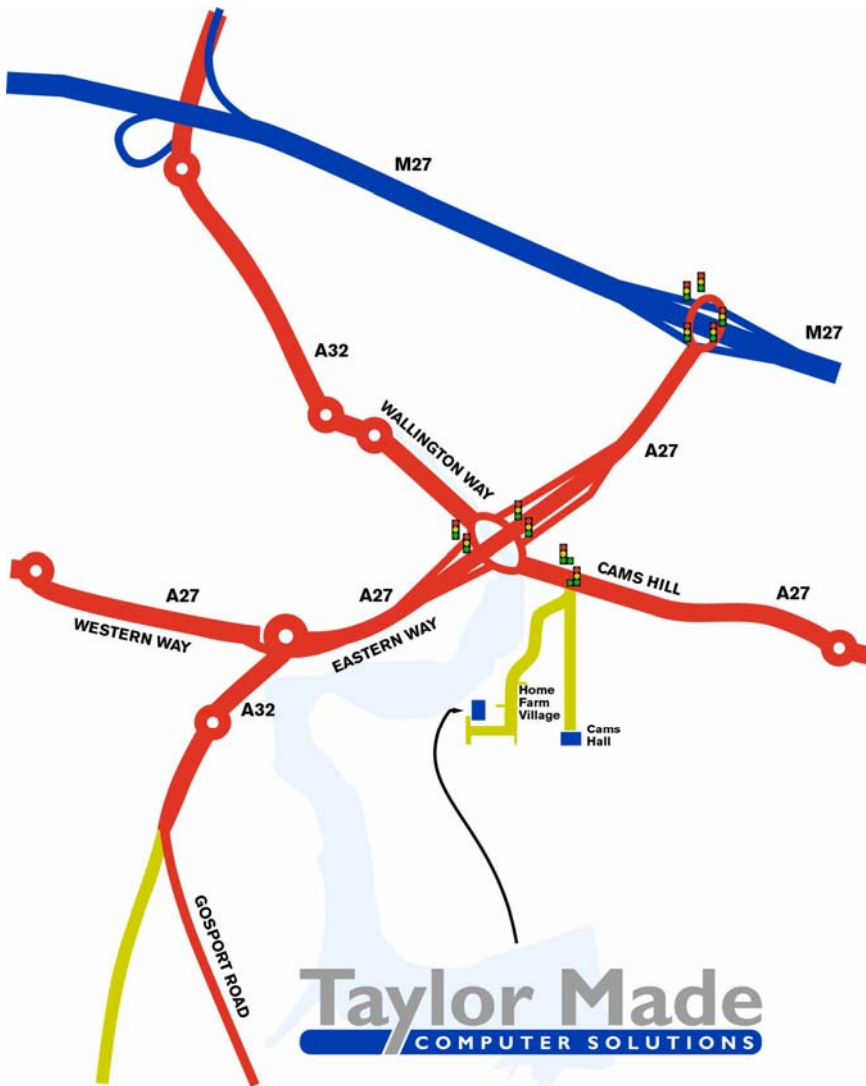 M27
M27
A32
WALLINGTON WAY
A27
CAMS HILL
A27
A27
A27
WESTERN WAY
EASTERN WAY
Home
Farm
Village
A32
Cams
Hall
GOSPORT ROAD
Taylor Made
COMPUTER SOLUTIONS